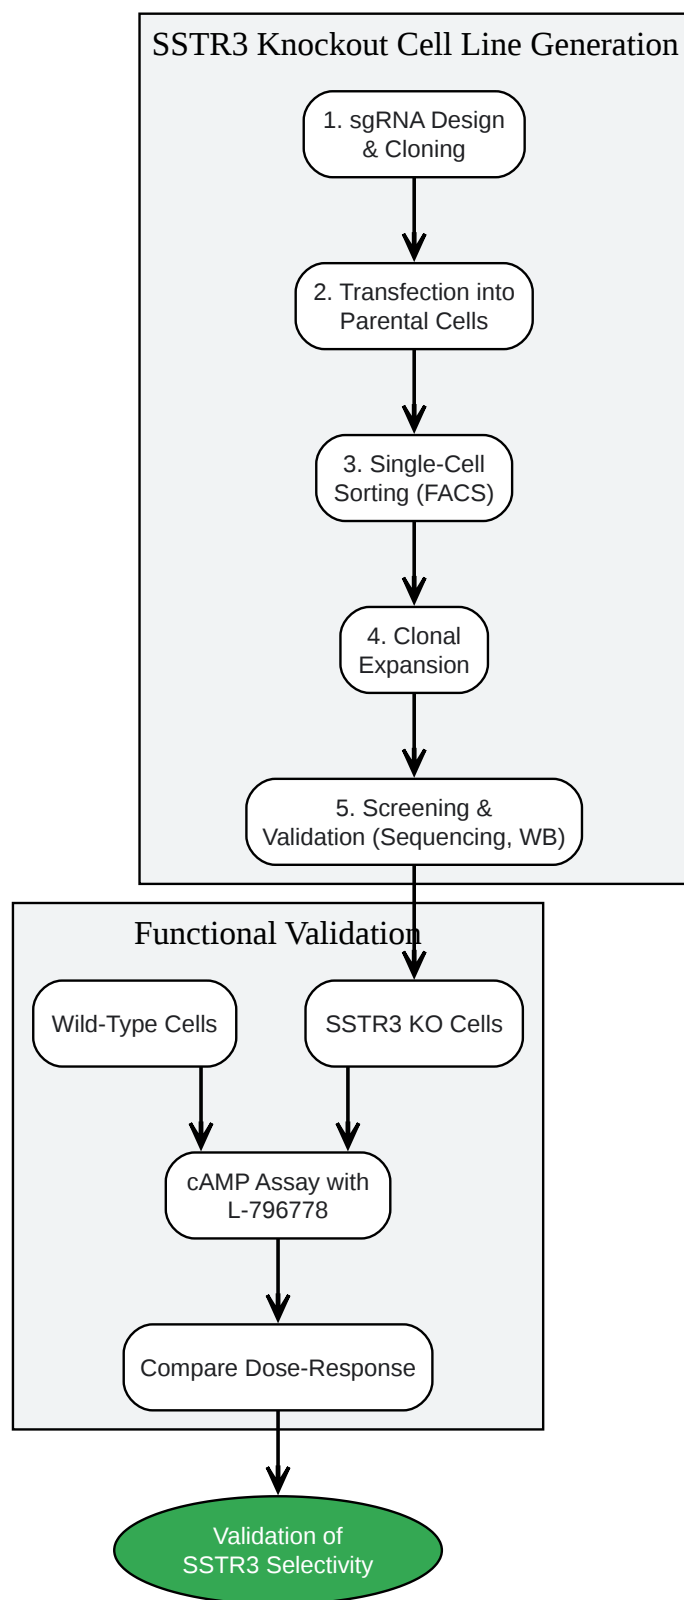 SSTR3 Knockout Cell Line Generation
1. sgRNA Design
& Cloning
2. Transfection into
Parental Cells
3. Single-Cell
Sorting (FACS)
4. Clonal
Expansion
5. Screening &
Validation (Sequencing, WB)
Functional Validation
Wild-Type Cells
SSTR3 KO Cells
cAMP Assay with
L-796778
Compare Dose-Response
Validation of
SSTR3 Selectivity